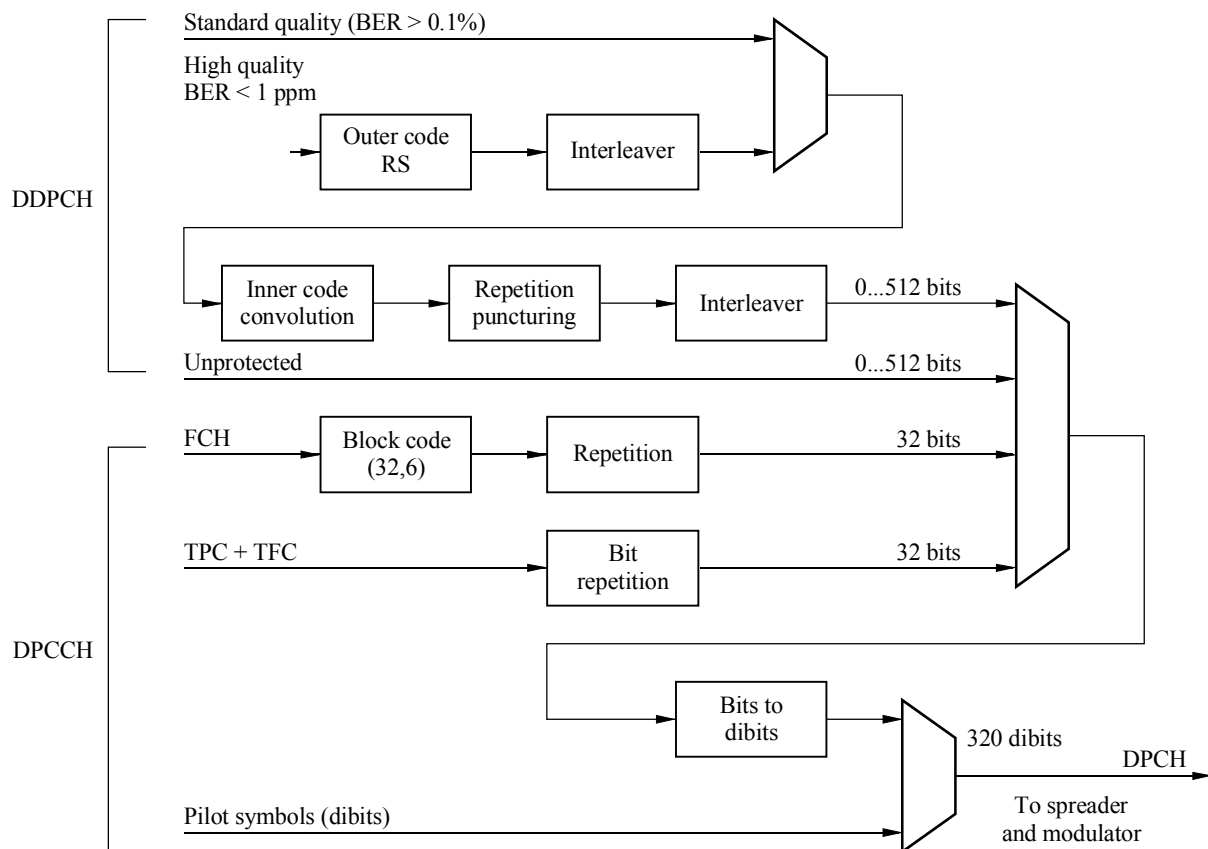 Standard quality (BER > 0.1%)
High quality
BER < 1 ppm
Outer code
RS
Interleaver
DDPCH
Inner code
convolution
Repetition
puncturing
Interleaver
0...512 bits
Unprotected
0...512 bits
FCH
Block code
(32,6)
Repetition
32 bits
TPC + TFC
Bit
repetition
32 bits
DPCCH
Bits to
dibits
320 dibits
DPCH
Pilot symbols (dibits)
To spreader
and modulator